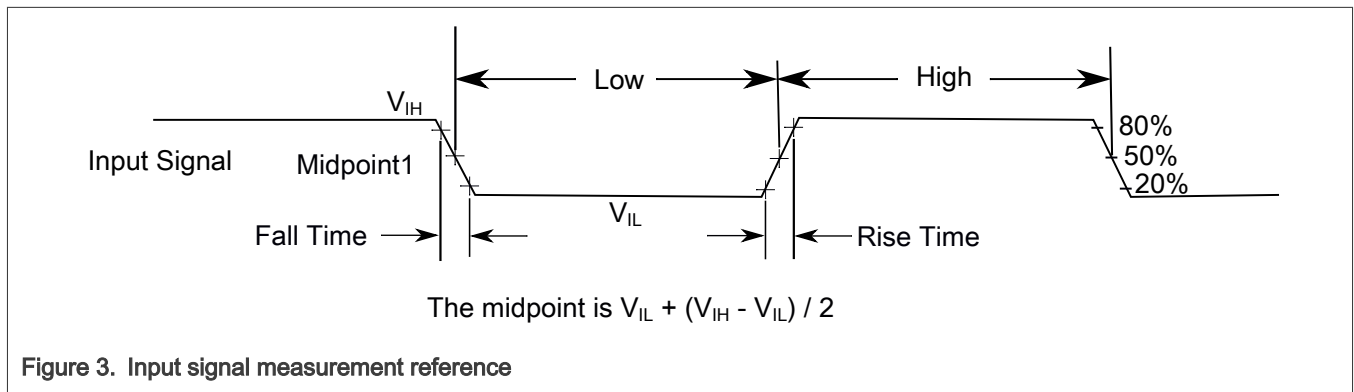 Low
High
V_IH
80%
Input Signal
Midpoint1
50%
20%
V_IL
Fall Time
Rise Time
The midpoint is V_IL + (V_IH - V_IL) / 2
Figure 3. Input signal measurement reference